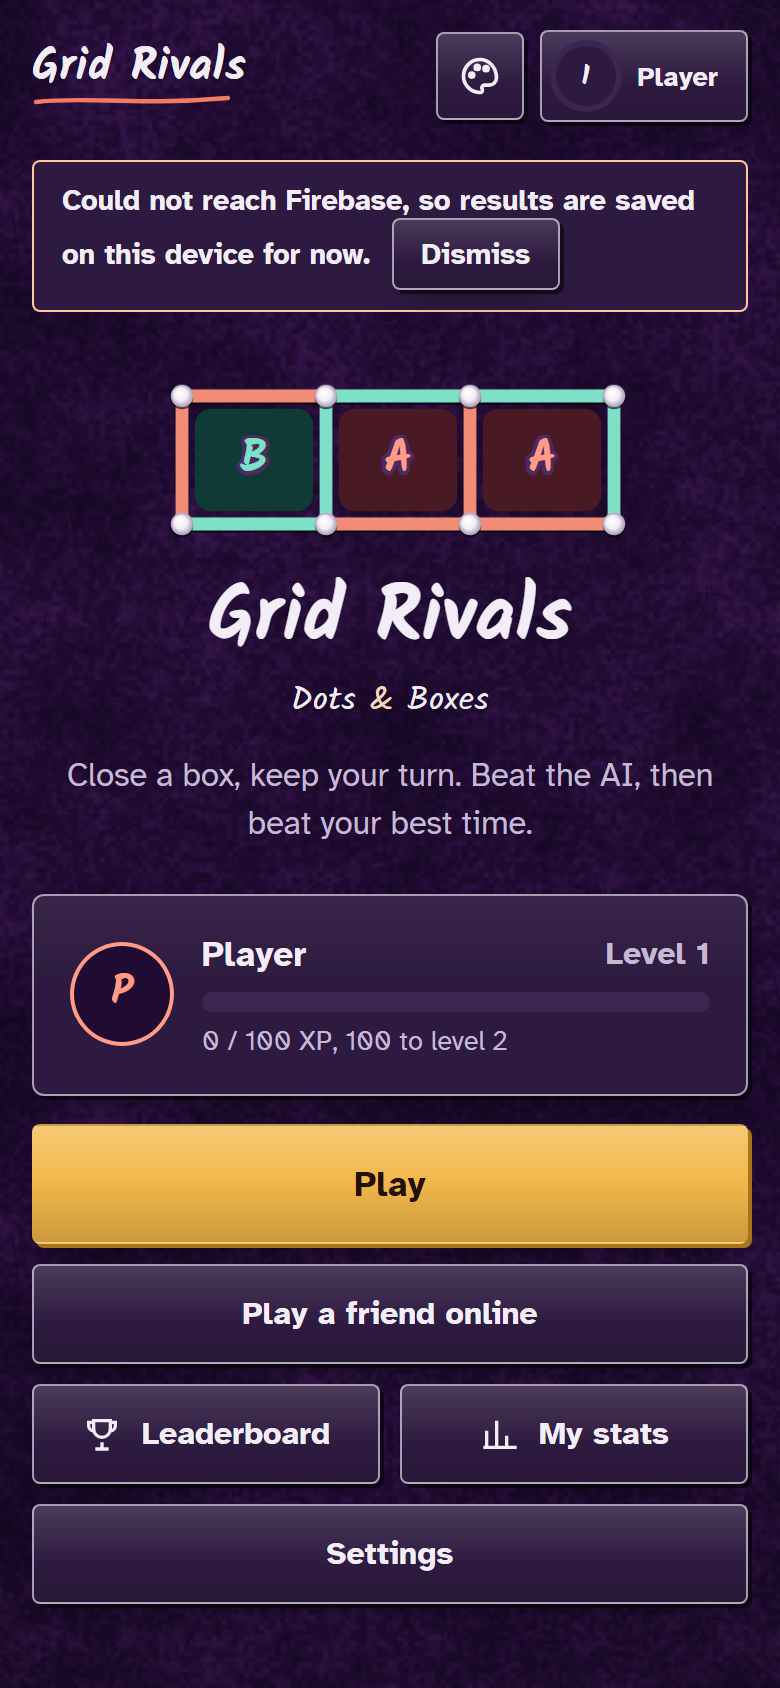 Grid Rivals
1 Player
Could not reach Firebase, so results are saved
on this device for now. Dismiss
B A A
Grid Rivals
Dots & Boxes
Close a box, keep your turn. Beat the AI, then
beat your best time.
P
Player Level 1
0 / 100 XP, 100 to level 2
Play
Play a friend online
Leaderboard My stats
Settings